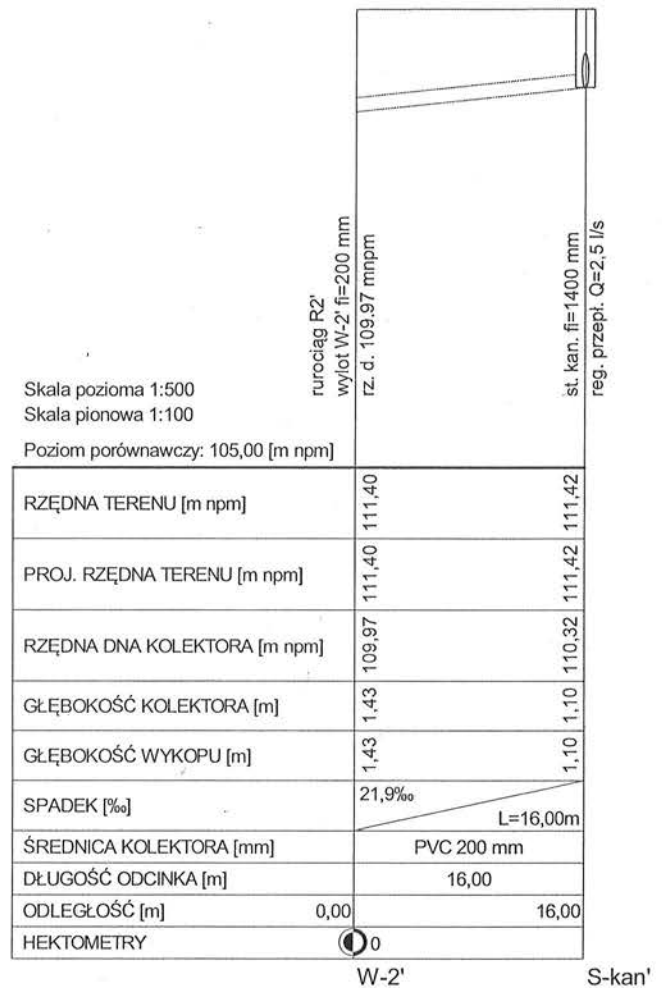 rurociąg R2'
wylot W-2' fi=200 mm
rz. d. 109.97 mnpm
st. kan. fi=1400 mm
reg. przepł. Q=2,5 l/s
Skala pozioma 1:500
Skala pionowa 1:100
Poziom porównawczy: 105,00 [m npm]
RZĘDNA TERENU [m npm] 111,40 111,42
PROJ. RZĘDNA TERENU [m npm] 111,40 111,42
RZĘDNA DNA KOLEKTORA [m npm] 109,97 110,32
GŁĘBOKOŚĆ KOLEKTORA [m] 1,43 1,10
GŁĘBOKOŚĆ WYKOPU [m] 1,43 1,10
SPADEK [‰] 21,9‰ L=16,00m
ŚREDNICA KOLEKTORA [mm] PVC 200 mm
DŁUGOŚĆ ODCINKA [m] 16,00
ODLEGŁOŚĆ [m] 0,00 16,00
HEKTOMETRY 0
W-2' S-kan'